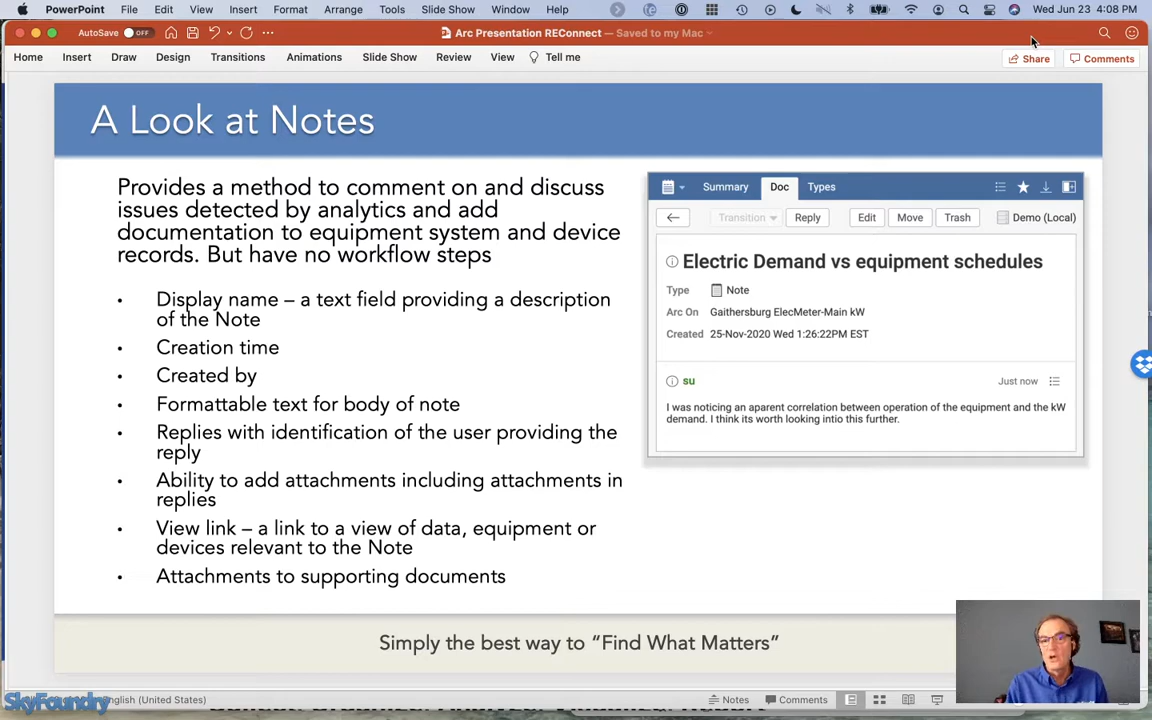 PowerPoint File Edit View Insert Format Arrange Tools Slide Show Window Help Wed Jun 23 4:08 PM
AutoSave OFF Arc Presentation REConnect — Saved to my Mac
Home Insert Draw Design Transitions Animations Slide Show Review View Tell me Share Comments
A Look at Notes
Provides a method to comment on and discuss
issues detected by analytics and add
documentation to equipment system and device
records. But have no workflow steps
• Display name – a text field providing a description
of the Note
• Creation time
• Created by
• Formattable text for body of note
• Replies with identification of the user providing the
reply
• Ability to add attachments including attachments in
replies
• View link – a link to a view of data, equipment or
devices relevant to the Note
• Attachments to supporting documents
Summary Doc Types
Transition Reply Edit Move Trash Demo (Local)
Electric Demand vs equipment schedules
Type Note
Arc On Gaithersburg ElecMeter-Main kW
Created 25-Nov-2020 Wed 1:26:22PM EST
su Just now
I was noticing an apparent correlation between operation of the equipment and the kW
demand. I think its worth looking intio this further.
Simply the best way to “Find What Matters”
SkyFoundry
English (United States) Notes Comments